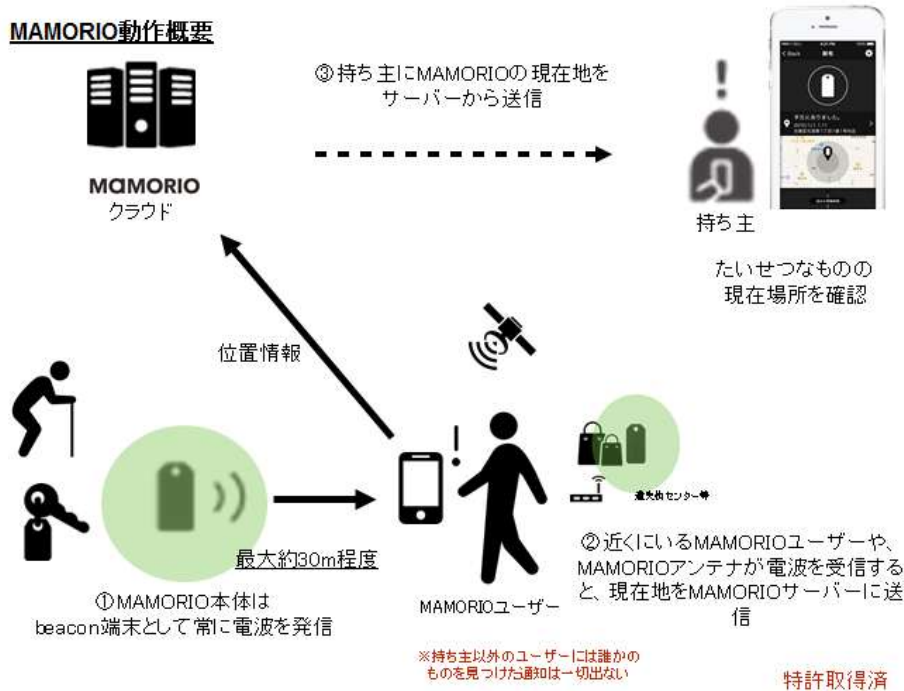 MAMORIO動作概要
③持ち主にMAMORIOの現在地を
サーバーから送信
MAMORIO
クラウド
持ち主
たいせつなものの
現在場所を確認
位置情報
最大約30m程度
①MAMORIO本体は
beacon端末として常に電波を発信
MAMORIOユーザー
遺失物センター等
②近くにいるMAMORIOユーザーや、
MAMORIOアンテナが電波を受信する
と、現在地をMAMORIOサーバーに送
信
※持ち主以外のユーザーには誰かの
ものを見つけた通知は一切出ない
特許取得済